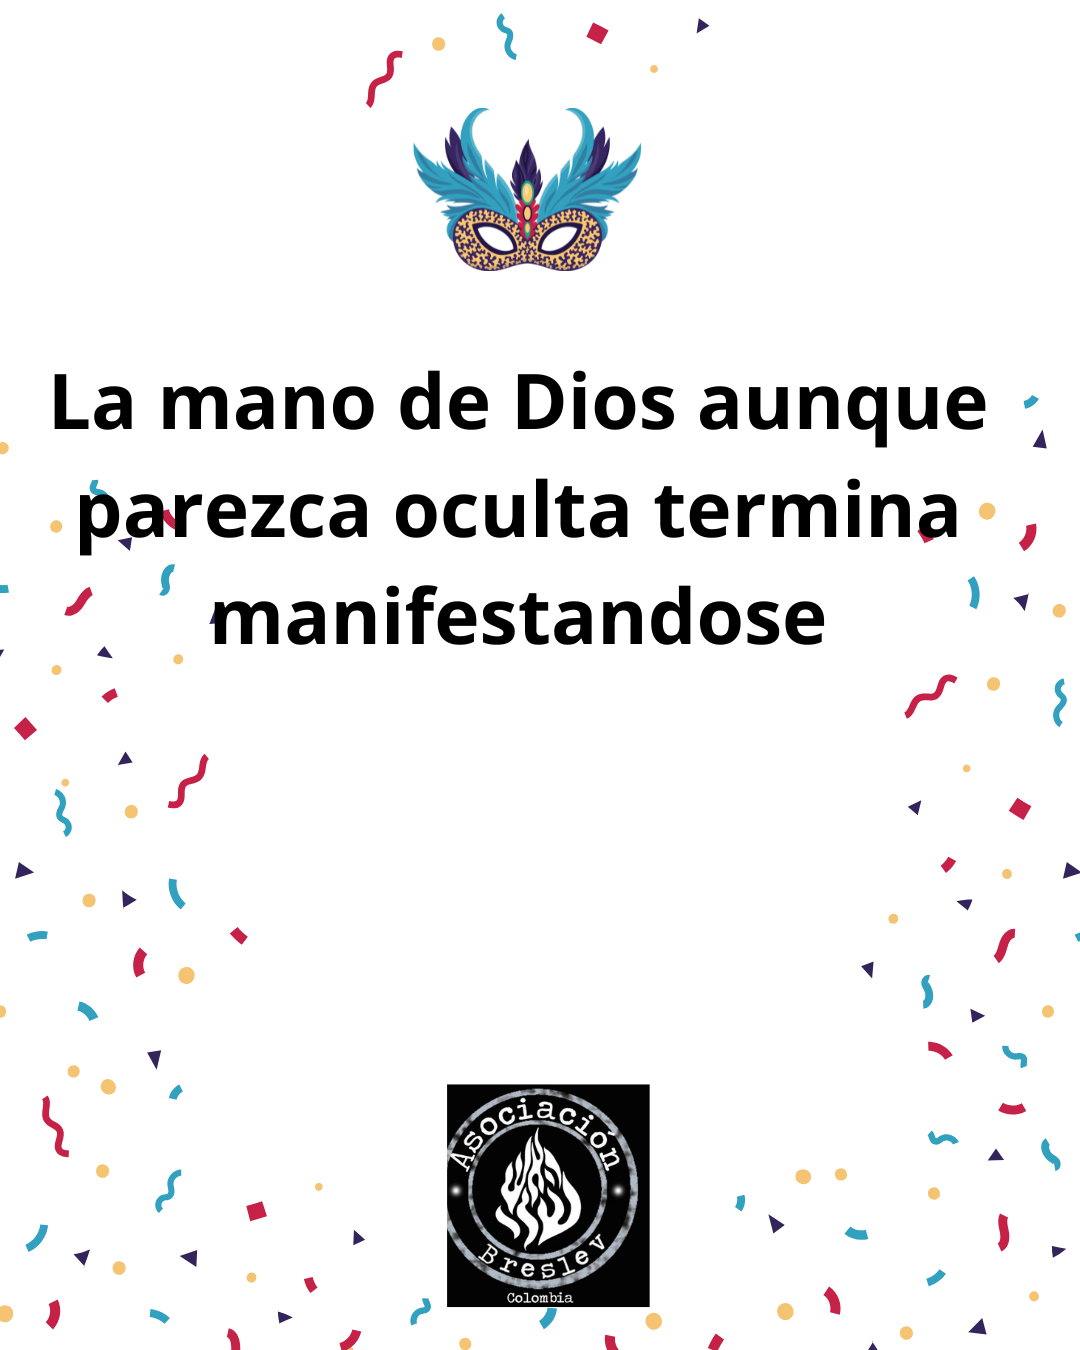 La mano de Dios aunque
parezca oculta termina
manifestandose
Asociación
Breslev
Colombia